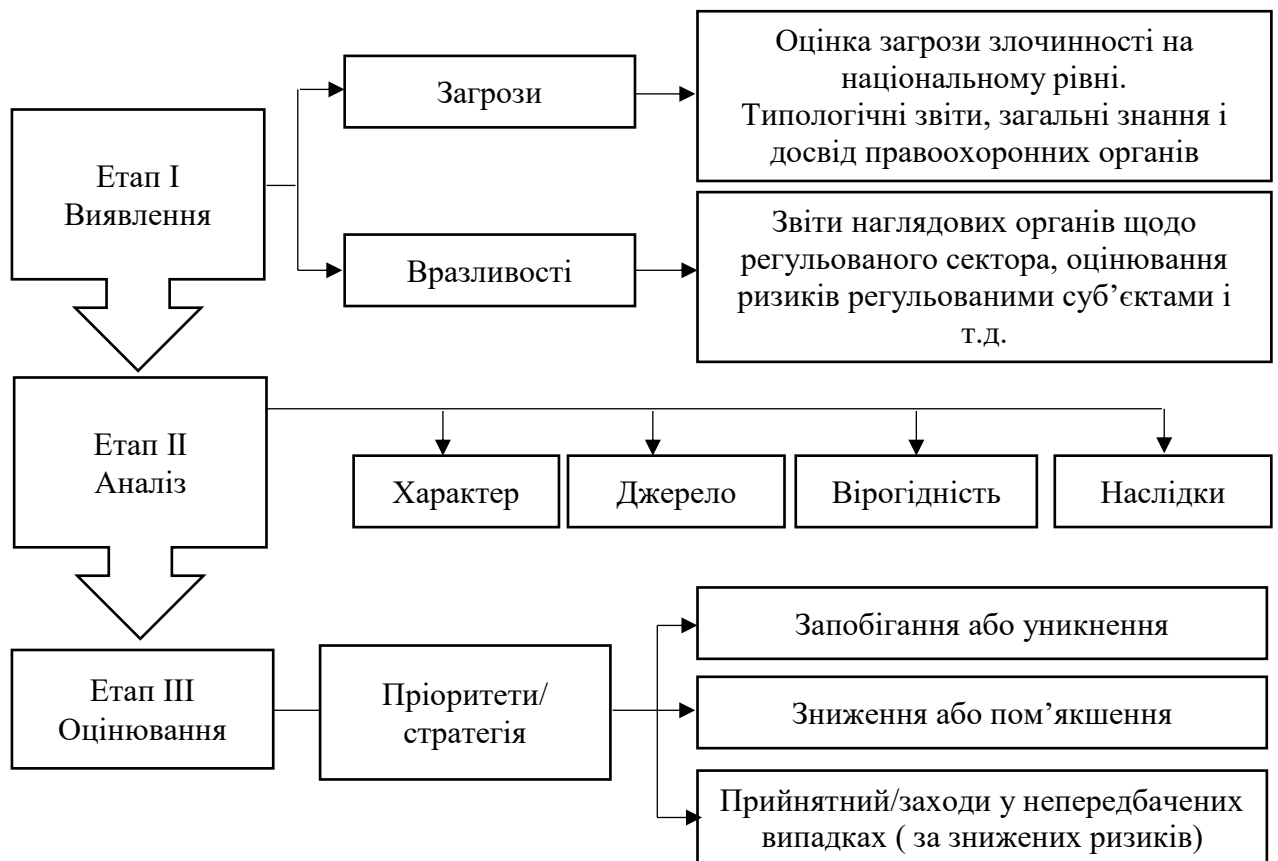 Етап І
Виявлення
Загрози
Оцінка загрози злочинності на
національному рівні.
Типологічні звіти, загальні знання і
досвід правоохоронних органів
Вразливості
Звіти наглядових органів щодо
регульованого сектора, оцінювання
ризиків регульованими суб’єктами і
т.д.
Етап ІІ
Аналіз
Характер
Джерело
Вірогідність
Наслідки
Етап ІІІ
Оцінювання
Пріоритети/
стратегія
Запобігання або уникнення
Зниження або пом’якшення
Прийнятний/заходи у непередбачених
випадках ( за знижених ризиків)